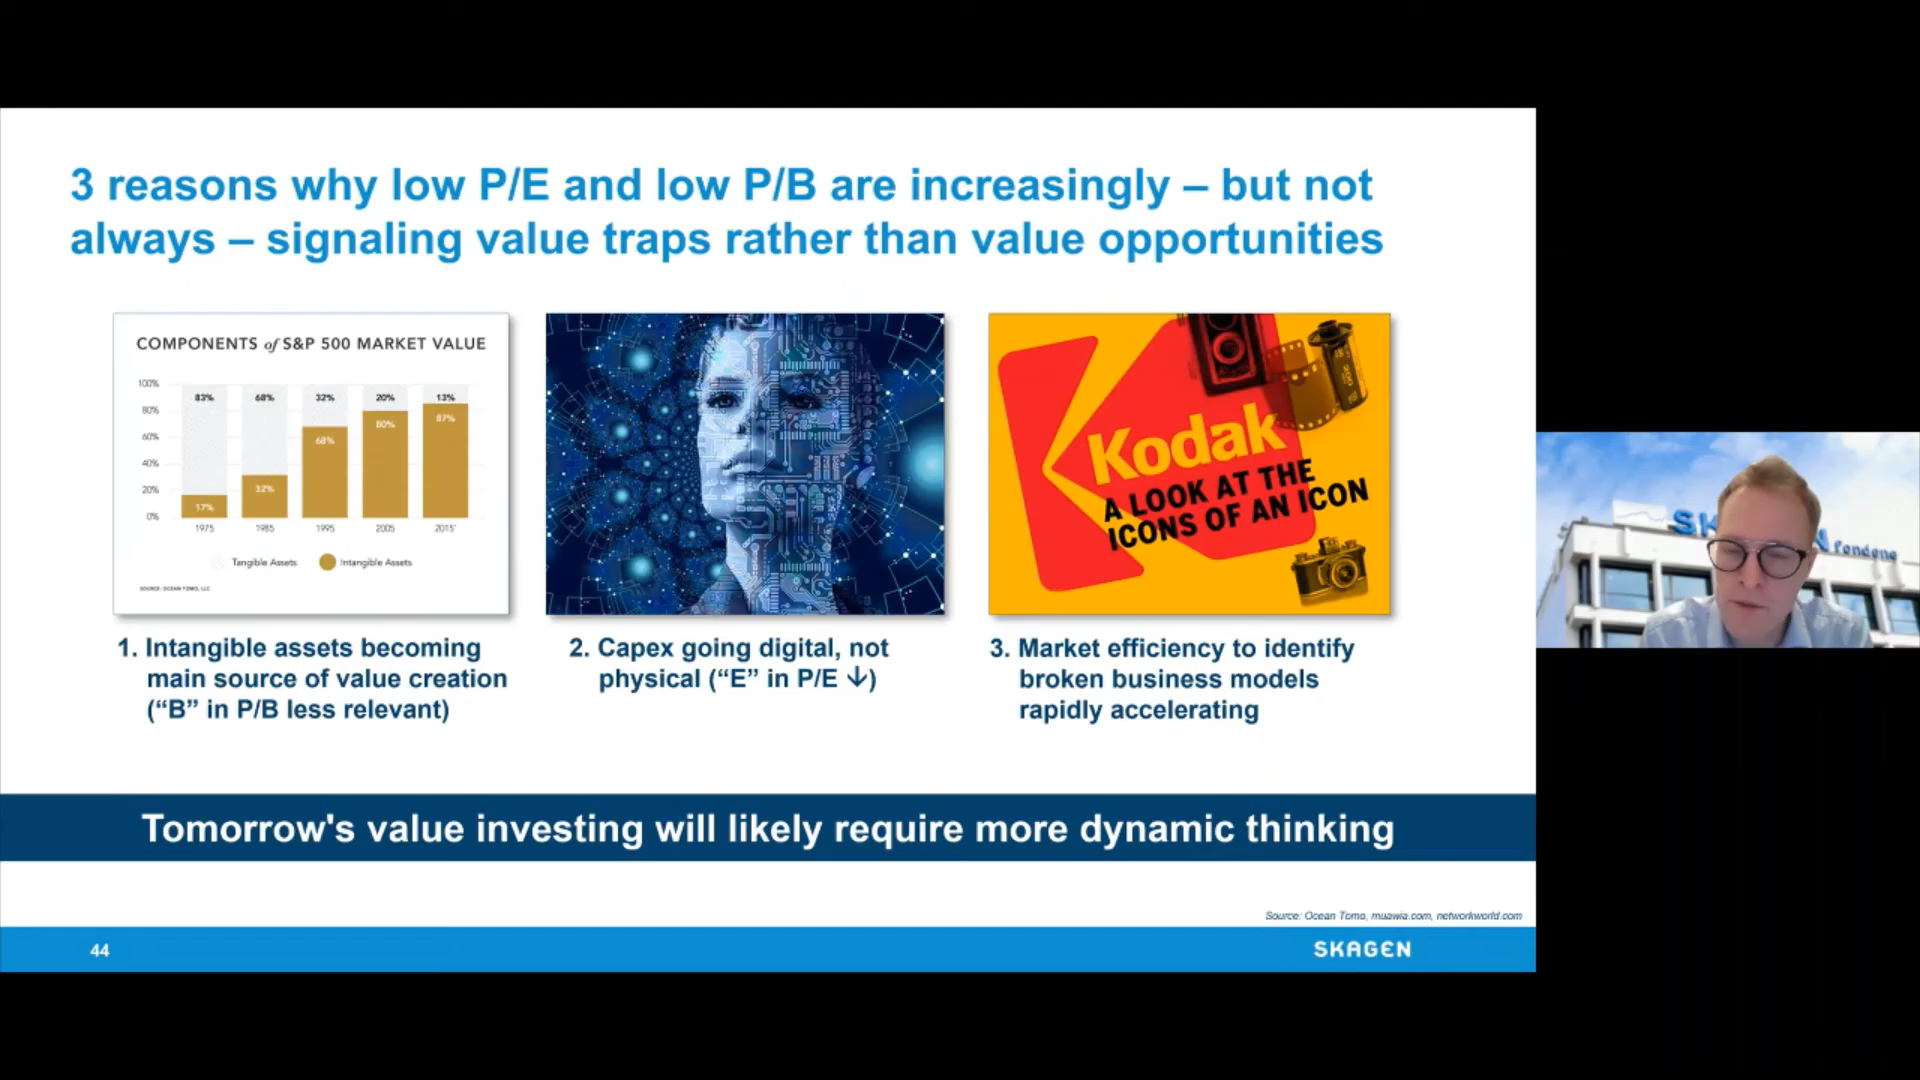 3 reasons why low P/E and low P/B are increasingly – but not
always – signaling value traps rather than value opportunities
COMPONENTS of S&P 500 MARKET VALUE
100%
80%
60%
40%
20%
0%
83%
68%
32%
20%
13%
17%
32%
68%
80%
87%
1975
1985
1995
2005
2015*
Tangible Assets
Intangible Assets
SOURCE: OCEAN TOMO, LLC
Kodak
A LOOK AT THE
ICONS OF AN ICON
1. Intangible assets becoming
main source of value creation
(“B” in P/B less relevant)
2. Capex going digital, not
physical (“E” in P/E ↓)
3. Market efficiency to identify
broken business models
rapidly accelerating
Tomorrow's value investing will likely require more dynamic thinking
Source: Ocean Tomo, muawia.com, networkworld.com
44
SKAGEN
fondene